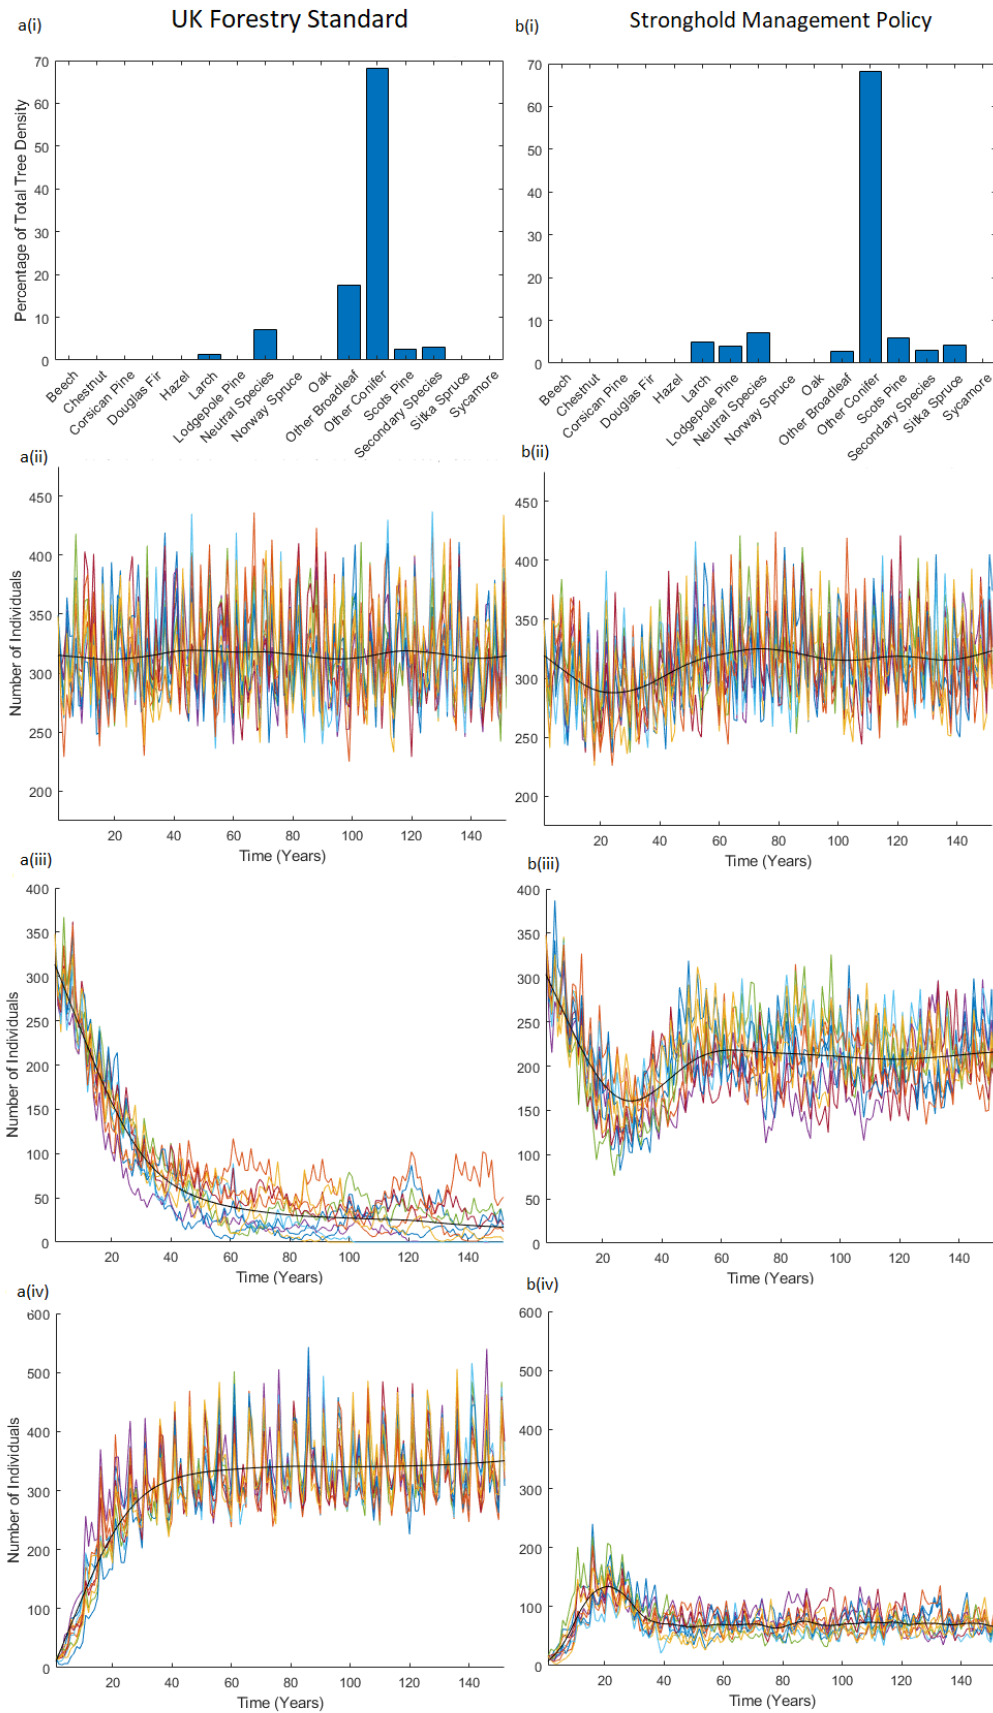 UK Forestry Standard
Stronghold Management Policy
a(i)
b(i)
Percentage of Total Tree Density
70
60
50
40
30
20
10
0
Beech
Chestnut
Corsican Pine
Douglas Fir
Hazel
Larch
Lodgepole Pine
Neutral Species
Norway Spruce
Oak
Other Broadleaf
Other Conifer
Scots Pine
Secondary Species
Sitka Spruce
Sycamore
70
60
50
40
30
20
10
0
Beech
Chestnut
Corsican Pine
Douglas Fir
Hazel
Larch
Lodgepole Pine
Neutral Species
Norway Spruce
Oak
Other Broadleaf
Other Conifer
Scots Pine
Secondary Species
Sitka Spruce
Sycamore
a(ii)
Number of Individuals
450
400
350
300
250
200
20 40 60 80 100 120 140
Time (Years)
b(ii)
450
400
350
300
250
200
20 40 60 80 100 120 140
Time (Years)
a(iii)
Number of Individuals
400
350
300
250
200
150
100
50
0
20 40 60 80 100 120 140
Time (Years)
b(iii)
400
350
300
250
200
150
100
50
0
20 40 60 80 100 120 140
Time (Years)
a(iv)
Number of Individuals
600
500
400
300
200
100
0
20 40 60 80 100 120 140
Time (Years)
b(iv)
600
500
400
300
200
100
0
20 40 60 80 100 120 140
Time (Years)